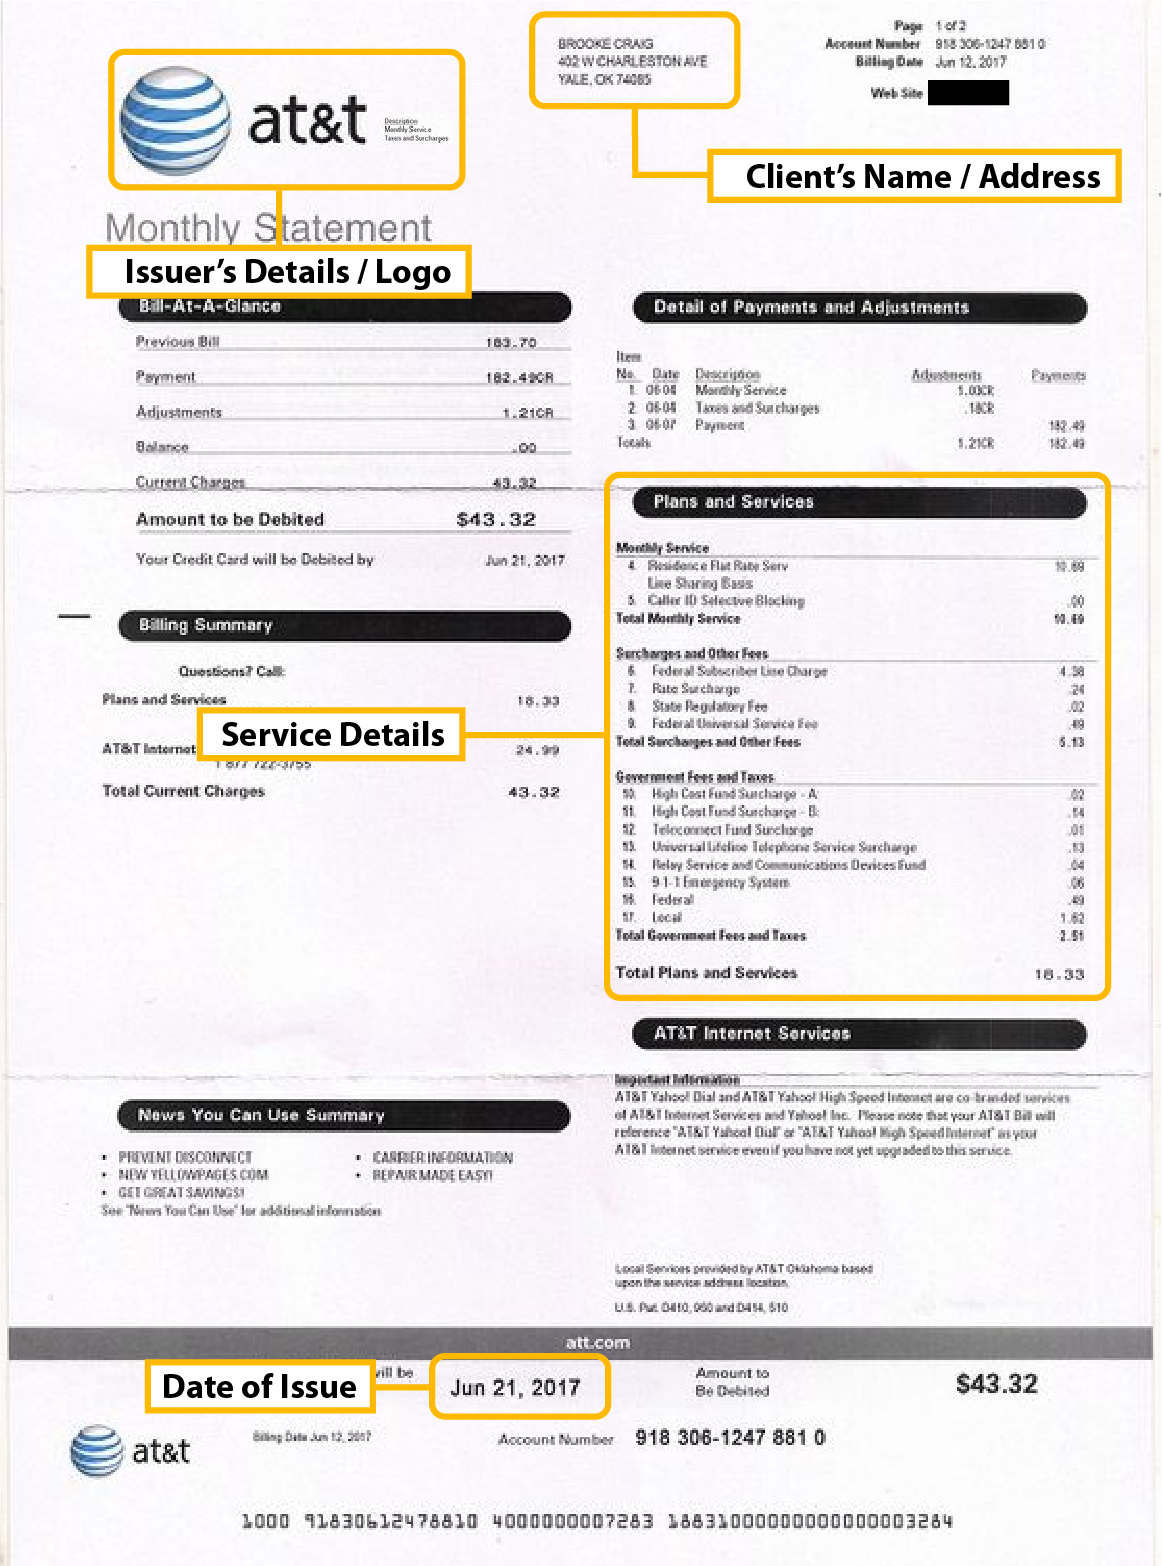 BROOKE CRAIG
402 W CHARLESTON AVE
YALE, OK 74085
Page 1 of 2
Account Number 918 306-1247 881 0
Billing Date Jun 12, 2017
Web Site
at&t
Description
Monthly Service
Taxes and Surcharges
Client's Name / Address
Monthly Statement
Issuer's Details / Logo
Bill-At-A-Glance
Previous Bill 183.70
Payment 182.49CR
Adjustments 1.21CR
Balance .00
Current Charges 43.32
Amount to be Debited $43.32
Your Credit Card will be Debited by Jun 21, 2017
Billing Summary
Questions? Call:
Plans and Services 18.33
Service Details
AT&T Internet 24.99
1 877 722-3755
Total Current Charges 43.32
Detail of Payments and Adjustments
Item
No. Date Description Adjustments Payments
1. 06-04 Monthly Service 1.03CR
2. 06-04 Taxes and Surcharges .18CR
3. 06-07 Payment 182.49
Totals 1.21CR 182.49
Plans and Services
Monthly Service
4. Residence Flat Rate Serv 10.69
Line Sharing Basis
5. Caller ID Selective Blocking .00
Total Monthly Service 10.69
Surcharges and Other Fees
6. Federal Subscriber Line Charge 4.38
7. Rate Surcharge .24
8. State Regulatory Fee .02
9. Federal Universal Service Fee .49
Total Surcharges and Other Fees 5.13
Government Fees and Taxes
10. High Cost Fund Surcharge - A: .02
11. High Cost Fund Surcharge - B: .14
12. Teleconnect Fund Surcharge .01
13. Universal Lifeline Telephone Service Surcharge .13
14. Relay Service and Communications Devices Fund .04
15. 9-1-1 Emergency System .06
16. Federal .49
17. Local 1.62
Total Government Fees and Taxes 2.51
Total Plans and Services 18.33
AT&T Internet Services
Important Information
AT&T Yahoo! Dial and AT&T Yahoo! High Speed Internet are co-branded services
of AT&T Internet Services and Yahoo! Inc. Please note that your AT&T Bill will
reference "AT&T Yahoo! Dial" or "AT&T Yahoo! High Speed Internet" as your
AT&T Internet service even if you have not yet upgraded to this service.
News You Can Use Summary
• PREVENT DISCONNECT • CARRIER INFORMATION
• NEW YELLOWPAGES.COM • REPAIR MADE EASY!
• GET GREAT SAVINGS!
See "News You Can Use" for additional information
Local Services provided by AT&T Oklahoma based
upon the service address location.
U.S. Pat. D410, 950 and D414, 510
att.com
Date of Issue will be Jun 21, 2017 Amount to
Be Debited $43.32
at&t Billing Date Jun 12, 2017 Account Number 918 306-1247 881 0
1000 91830612478810 4000000007283 18831000000000000003284